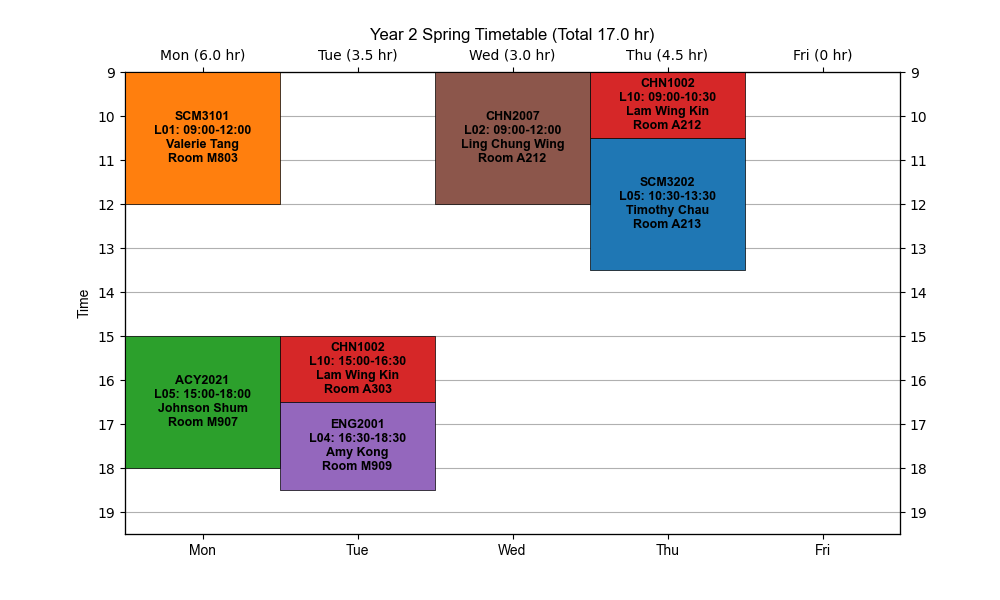 Year 2 Spring Timetable (Total 17.0 hr)
Mon (6.0 hr)
Tue (3.5 hr)
Wed (3.0 hr)
Thu (4.5 hr)
Fri (0 hr)
Time
9
10
11
12
13
14
15
16
17
18
19
SCM3101
L01: 09:00-12:00
Valerie Tang
Room M803
ACY2021
L05: 15:00-18:00
Johnson Shum
Room M907
CHN1002
L10: 15:00-16:30
Lam Wing Kin
Room A303
ENG2001
L04: 16:30-18:30
Amy Kong
Room M909
CHN2007
L02: 09:00-12:00
Ling Chung Wing
Room A212
CHN1002
L10: 09:00-10:30
Lam Wing Kin
Room A212
SCM3202
L05: 10:30-13:30
Timothy Chau
Room A213
9
10
11
12
13
14
15
16
17
18
19
Mon
Tue
Wed
Thu
Fri